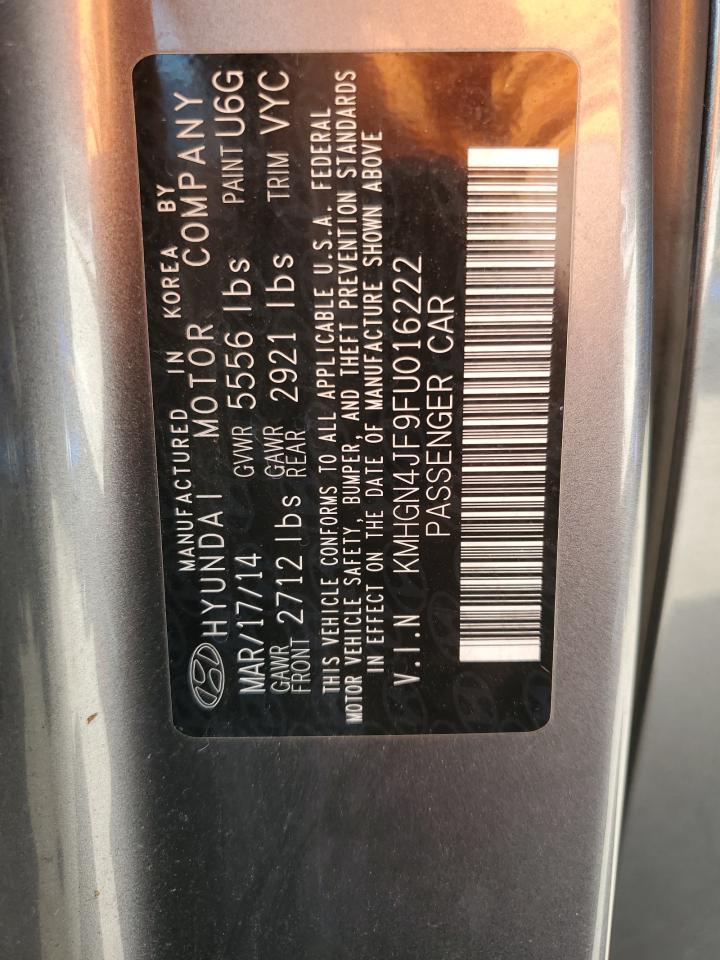 MANUFACTURED IN KOREA BY
HYUNDAI MOTOR COMPANY
MAR/17/14 GVWR 5556 lbs PAINT U6G
GAWR FRONT 2712 lbs GAWR REAR 2921 lbs TRIM VYC
THIS VEHICLE CONFORMS TO ALL APPLICABLE U.S.A. FEDERAL
MOTOR VEHICLE SAFETY, BUMPER, AND THEFT PREVENTION STANDARDS
IN EFFECT ON THE DATE OF MANUFACTURE SHOWN ABOVE
V.I.N KMHGN4JF9FU016222
PASSENGER CAR